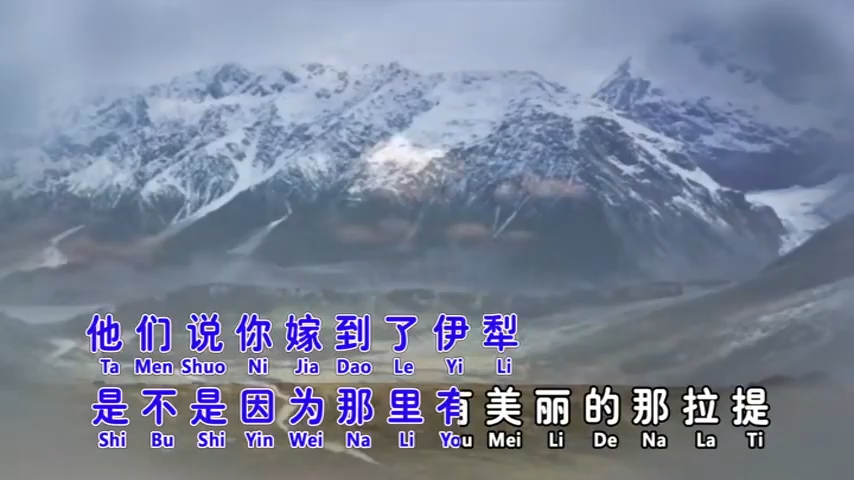 他们说你嫁到了伊犁
Ta Men Shuo Ni Jia Dao Le Yi Li
是不是因为那里有美丽的那拉提
Shi Bu Shi Yin Wei Na Li You Mei Li De Na La Ti